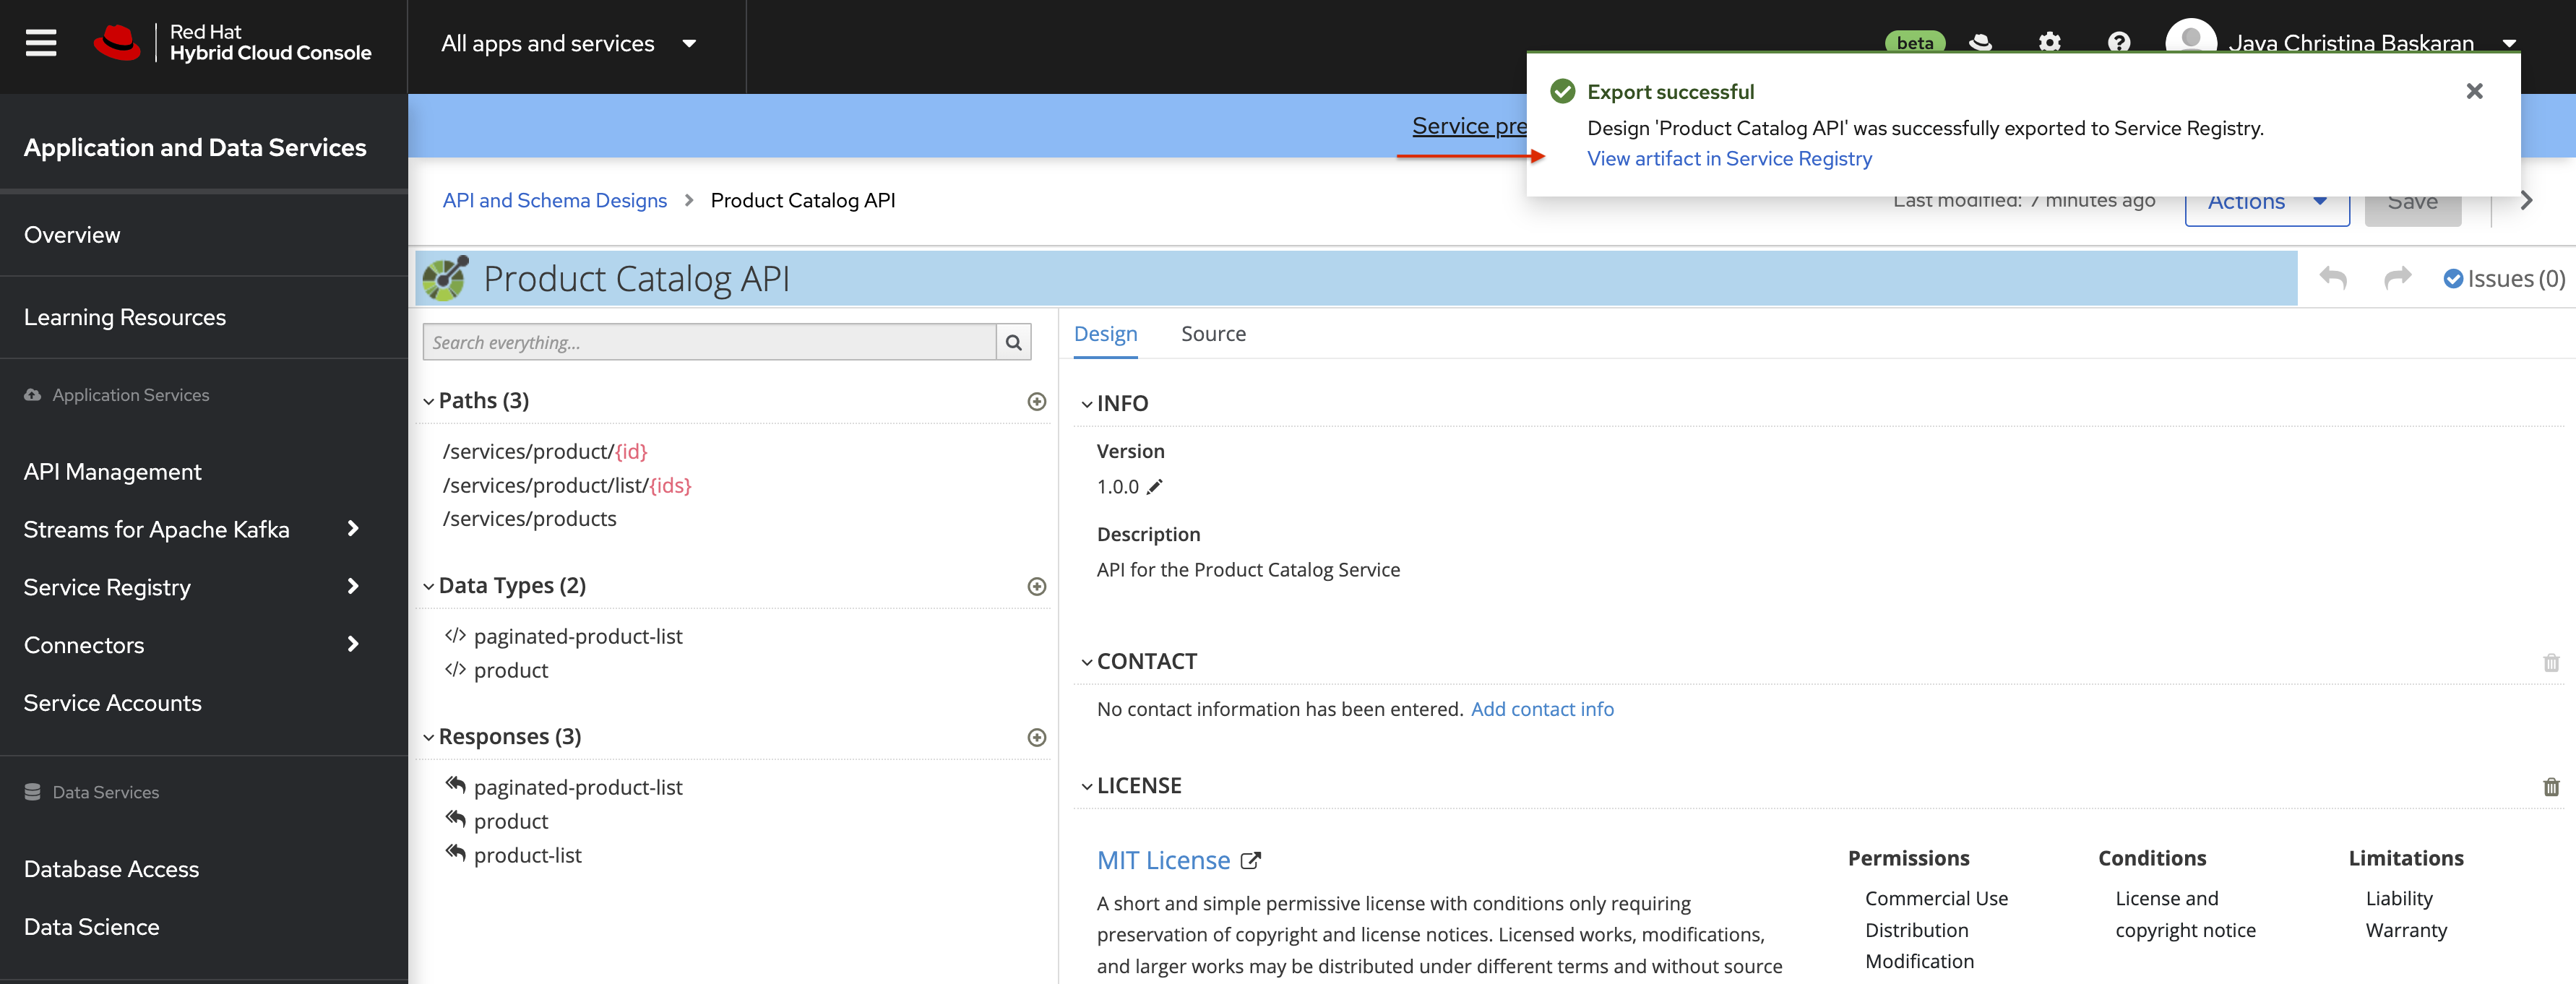 Red Hat
Hybrid Cloud Console
All apps and services
beta
Java Christina Baskaran
Export successful
Design 'Product Catalog API' was successfully exported to Service Registry.
View artifact in Service Registry
Service pre
Application and Data Services
Overview
Learning Resources
Application Services
API Management
Streams for Apache Kafka
Service Registry
Connectors
Service Accounts
Data Services
Database Access
Data Science
API and Schema Designs > Product Catalog API
Last modified: 7 minutes ago
Actions
Save
Product Catalog API
Issues (0)
Search everything...
Paths (3)
/services/product/{id}
/services/product/list/{ids}
/services/products
Data Types (2)
paginated-product-list
product
Responses (3)
paginated-product-list
product
product-list
Design
Source
INFO
Version
1.0.0
Description
API for the Product Catalog Service
CONTACT
No contact information has been entered. Add contact info
LICENSE
MIT License
A short and simple permissive license with conditions only requiring
preservation of copyright and license notices. Licensed works, modifications,
and larger works may be distributed under different terms and without source
Permissions
Commercial Use
Distribution
Modification
Conditions
License and
copyright notice
Limitations
Liability
Warranty